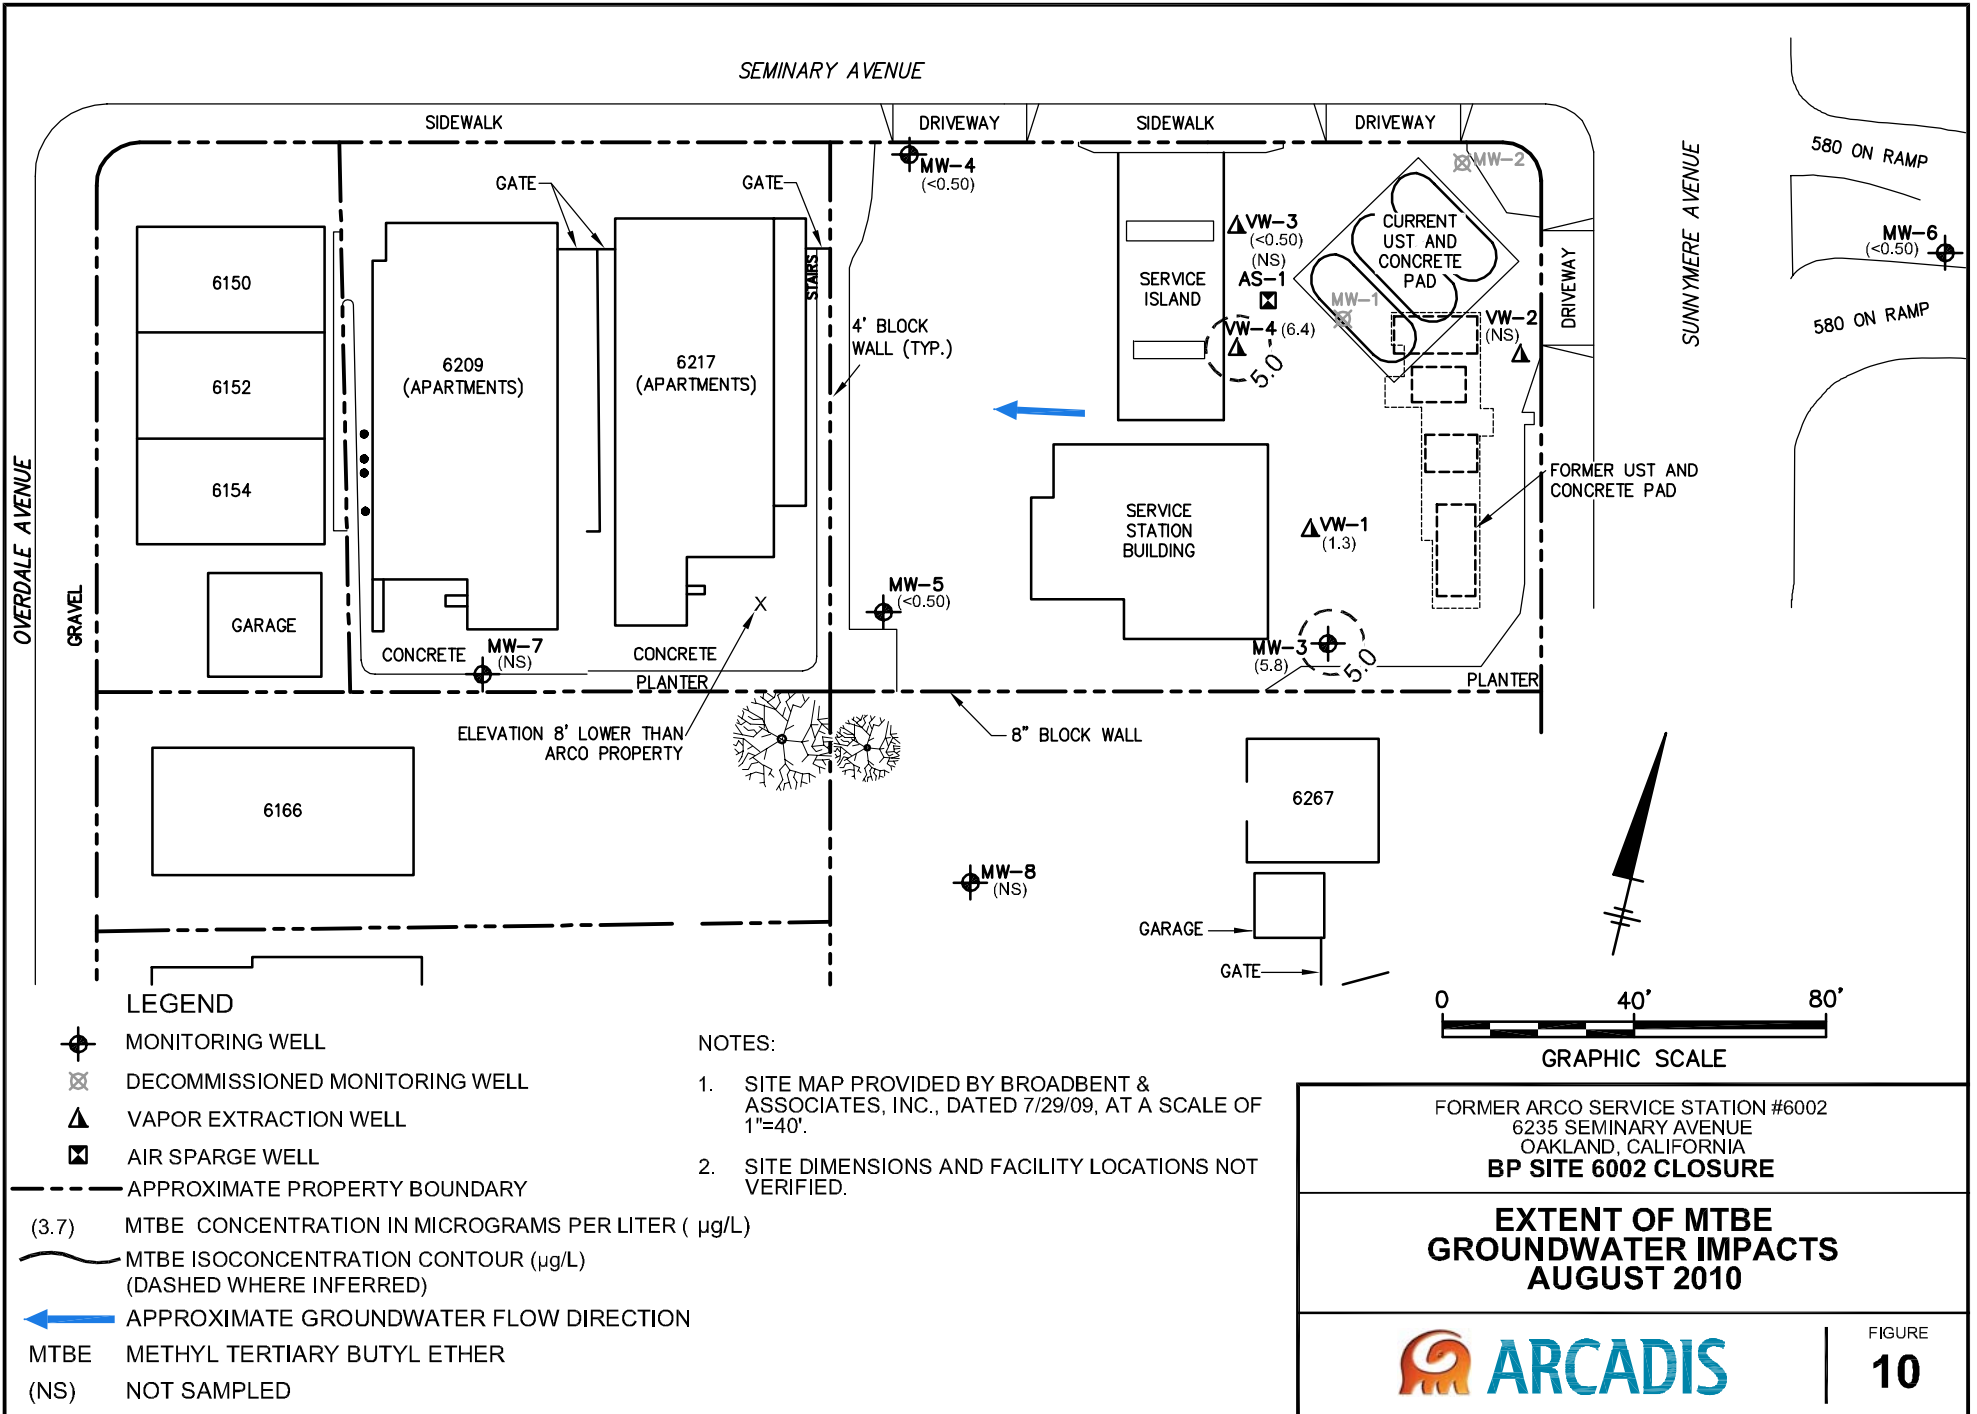 SEMINARY AVENUE
SIDEWALK
DRIVEWAY
SIDEWALK
DRIVEWAY
580 ON RAMP
MW-4
(<0.50)
MW-2
GATE
GATE
SUNNYMERE AVENUE
VW-3
(<0.50)
(NS)
AS-1
CURRENT
UST AND
CONCRETE
PAD
MW-6
(<0.50)
6150
STAIRS
SERVICE
ISLAND
MW-1
DRIVEWAY
580 ON RAMP
4' BLOCK
WALL (TYP.)
VW-4 (6.4)
5.0
VW-2
(NS)
6209
(APARTMENTS)
6217
(APARTMENTS)
6152
6154
OVERDALE AVENUE
GRAVEL
FORMER UST AND
CONCRETE PAD
SERVICE
STATION
BUILDING
VW-1
(1.3)
MW-5
(<0.50)
X
GARAGE
CONCRETE
MW-7
(NS)
CONCRETE
PLANTER
MW-3
(5.8)
5.0
PLANTER
ELEVATION 8' LOWER THAN
ARCO PROPERTY
8" BLOCK WALL
6166
6267
MW-8
(NS)
GARAGE
GATE
0 40' 80'
GRAPHIC SCALE
LEGEND
MONITORING WELL
DECOMMISSIONED MONITORING WELL
VAPOR EXTRACTION WELL
AIR SPARGE WELL
APPROXIMATE PROPERTY BOUNDARY
(3.7) MTBE CONCENTRATION IN MICROGRAMS PER LITER ( µg/L)
MTBE ISOCONCENTRATION CONTOUR (µg/L)
(DASHED WHERE INFERRED)
APPROXIMATE GROUNDWATER FLOW DIRECTION
MTBE METHYL TERTIARY BUTYL ETHER
(NS) NOT SAMPLED
NOTES:
1. SITE MAP PROVIDED BY BROADBENT &
ASSOCIATES, INC., DATED 7/29/09, AT A SCALE OF
1"=40'.
2. SITE DIMENSIONS AND FACILITY LOCATIONS NOT
VERIFIED.
FORMER ARCO SERVICE STATION #6002
6235 SEMINARY AVENUE
OAKLAND, CALIFORNIA
BP SITE 6002 CLOSURE
EXTENT OF MTBE
GROUNDWATER IMPACTS
AUGUST 2010
ARCADIS
FIGURE
10